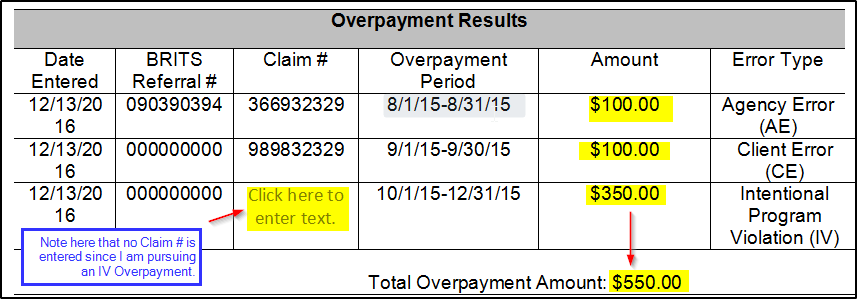 Overpayment Results
Date Entered BRITS Referral # Claim # Overpayment Period Amount Error Type
12/13/2016 090390394 366932329 8/1/15-8/31/15 $100.00 Agency Error (AE)
12/13/2016 000000000 989832329 9/1/15-9/30/15 $100.00 Client Error (CE)
12/13/2016 000000000 Click here to enter text. 10/1/15-12/31/15 $350.00 Intentional Program Violation (IV)
Note here that no Claim # is
entered since I am pursuing
an IV Overpayment.
Total Overpayment Amount: $550.00